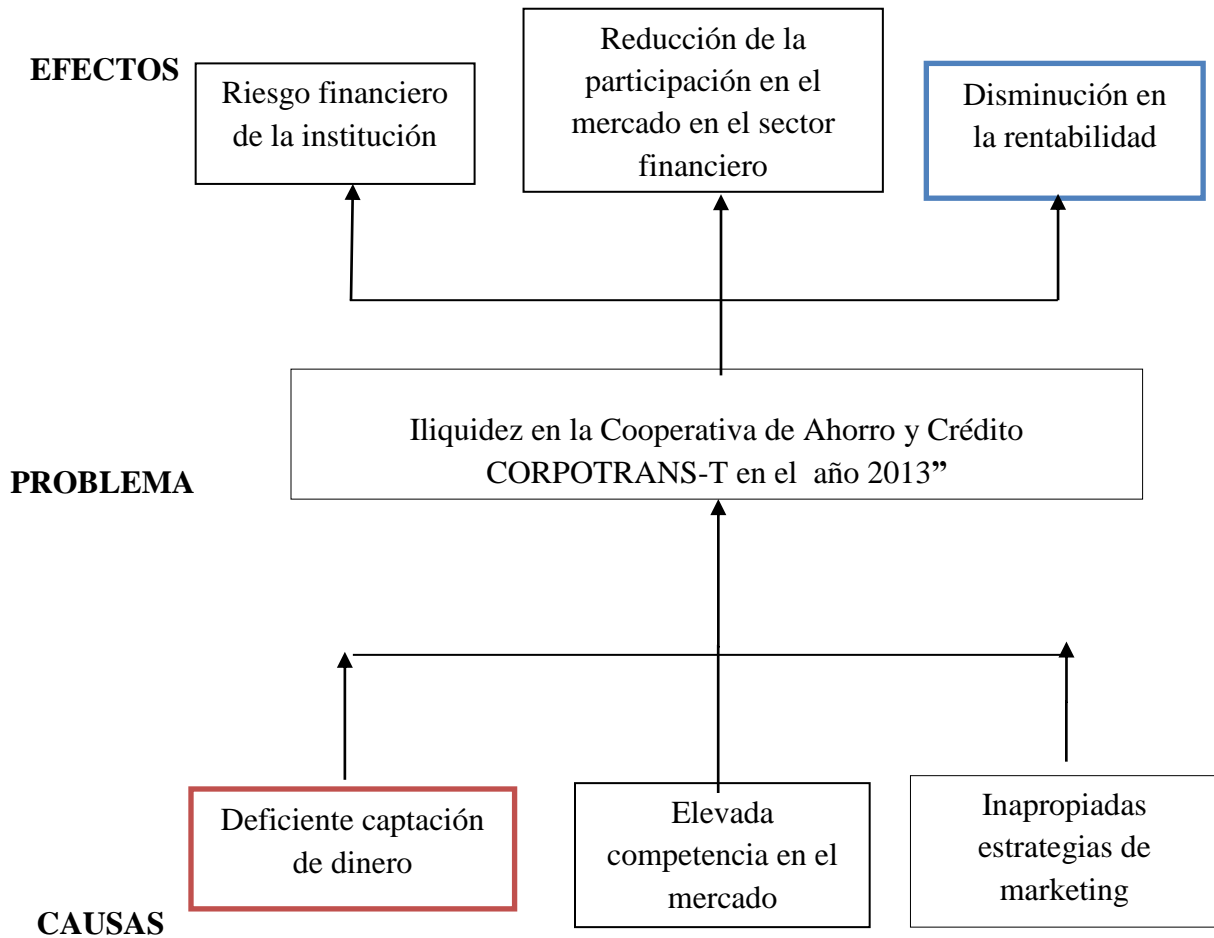 EFECTOS
Riesgo financiero
de la institución
Reducción de la
participación en el
mercado en el sector
financiero
Disminución en
la rentabilidad
PROBLEMA
Iliquidez en la Cooperativa de Ahorro y Crédito
CORPOTRANS-T en el  año 2013”
Deficiente captación
de dinero
Elevada
competencia en el
mercado
Inapropiadas
estrategias de
marketing
CAUSAS